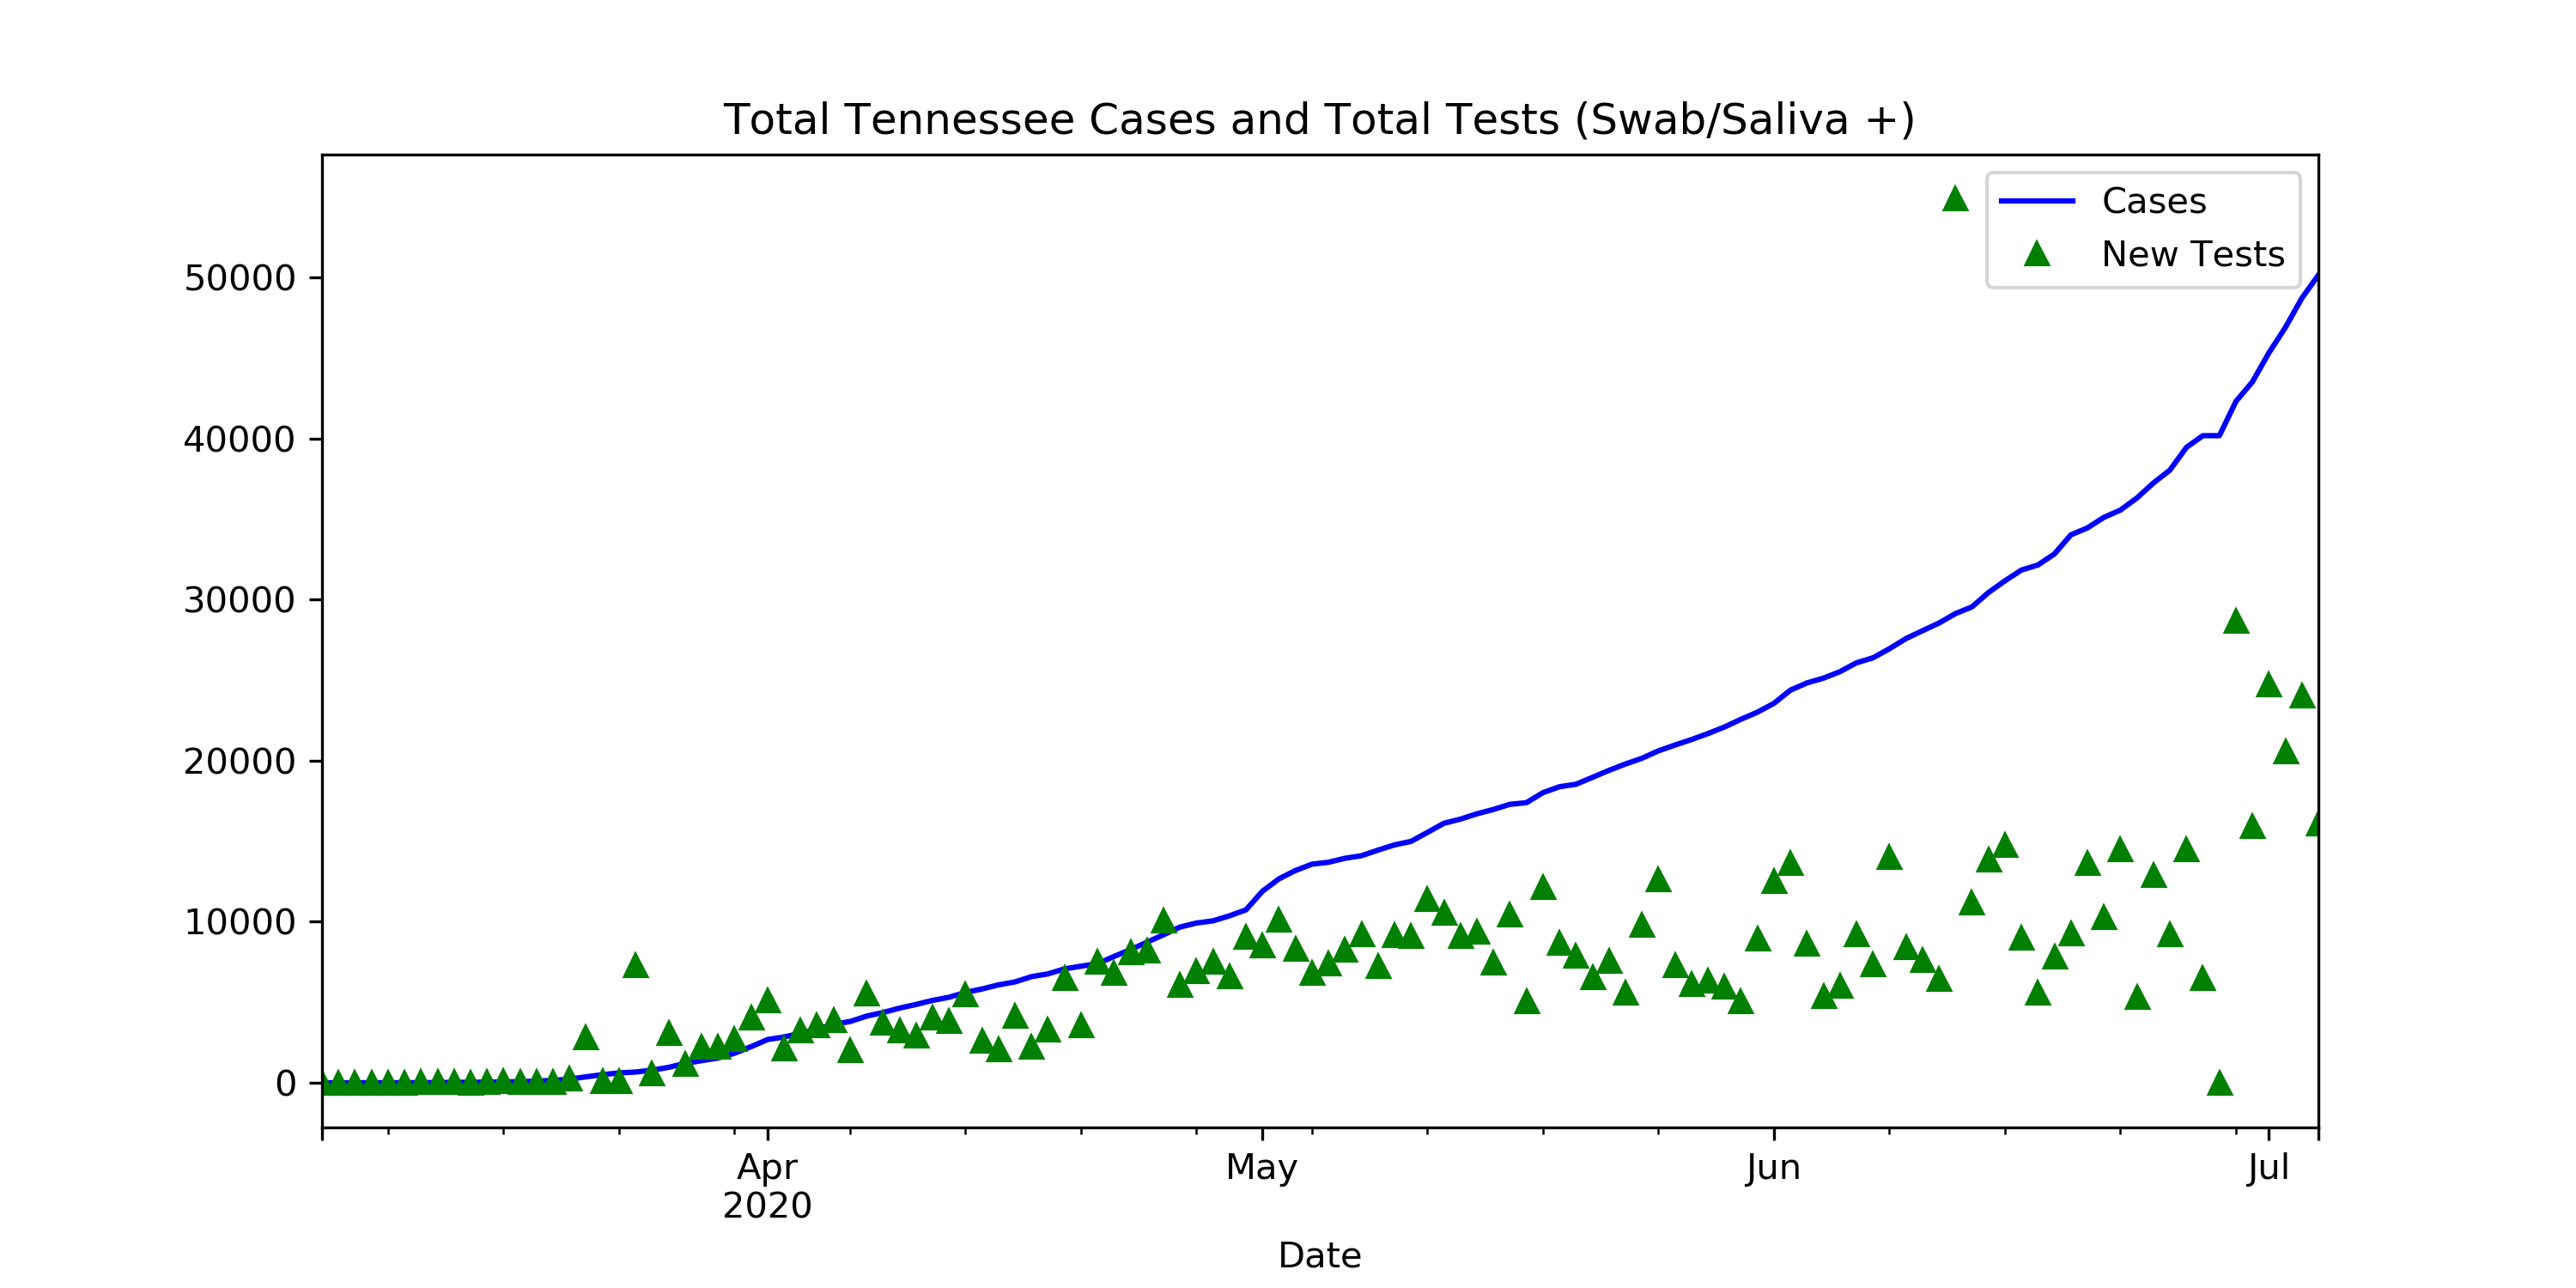 Total Tennessee Cases and Total Tests (Swab/Saliva +)
Cases
New Tests
50000
40000
30000
20000
10000
0
Apr
2020
May
Jun
Jul
Date